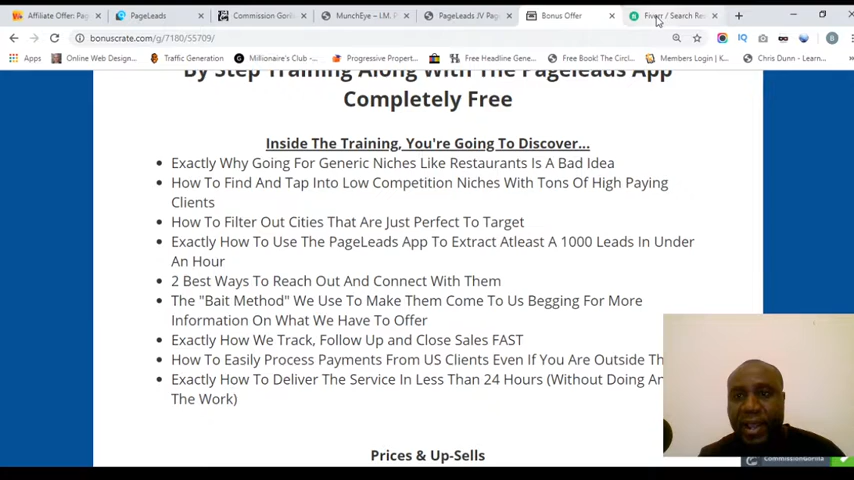 Affiliate Offer: Pag
PageLeads
Commission Goril
MunchEye – I.M. P
PageLeads JV Page
Bonus Offer
Fiverr / Search Res
bonuscrate.com/g/7180/55709/
Apps
Online Web Design...
Traffic Generation
Millionaire's Club -...
Progressive Propert...
Free Headline Gene...
Free Book! The Circl...
Members Login | K...
Chris Dunn - Learn...
By Step Training Along With The Pageleads App
Completely Free
Inside The Training, You're Going To Discover...
Exactly Why Going For Generic Niches Like Restaurants Is A Bad Idea
How To Find And Tap Into Low Competition Niches With Tons Of High Paying
Clients
How To Filter Out Cities That Are Just Perfect To Target
Exactly How To Use The PageLeads App To Extract Atleast A 1000 Leads In Under
An Hour
2 Best Ways To Reach Out And Connect With Them
The "Bait Method" We Use To Make Them Come To Us Begging For More
Information On What We Have To Offer
Exactly How We Track, Follow Up and Close Sales FAST
How To Easily Process Payments From US Clients Even If You Are Outside Th
Exactly How To Deliver The Service In Less Than 24 Hours (Without Doing An
The Work)
Prices & Up-Sells
CommissionGorilla